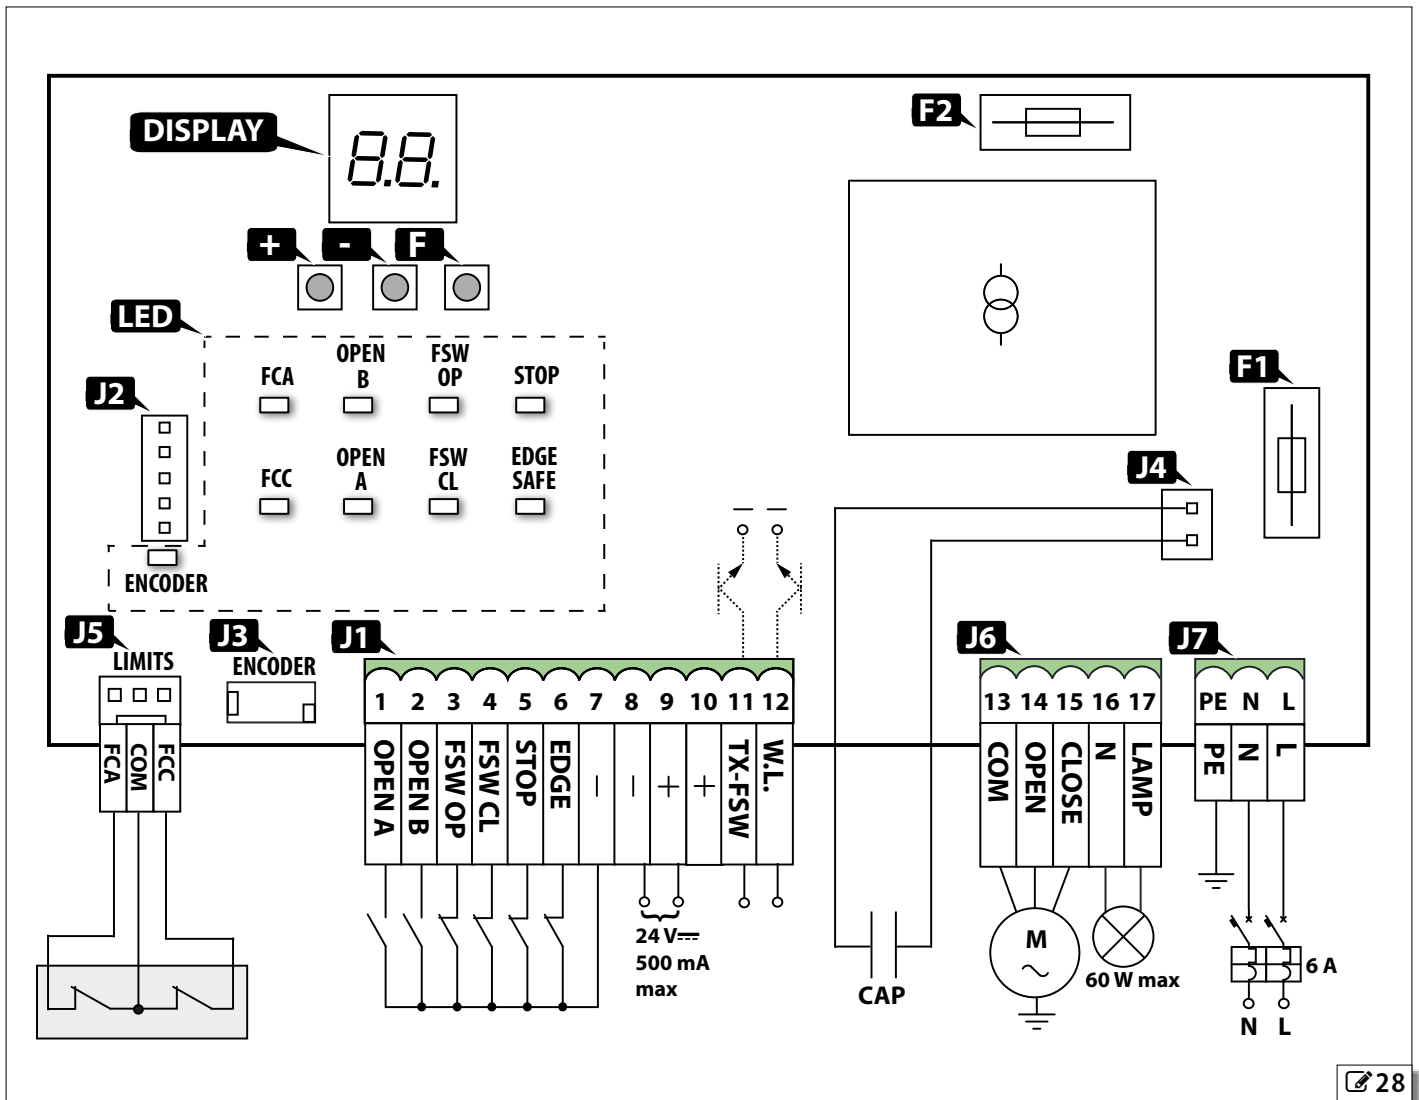 DISPLAY
8.8.
F2
+
-
F
LED
FCA
OPEN
B
FSW
OP
STOP
F1
J2
FCC
OPEN
A
FSW
CL
EDGE
SAFE
J4
ENCODER
J5
LIMITS
J3
ENCODER
J1
J6
J7
1 2 3 4 5 6 7 8 9 10 11 12
13 14 15 16 17
PE N L
FCA
COM
FCC
OPEN A
OPEN B
FSW OP
FSW CL
STOP
EDGE
–
–
+
+
TX-FSW
W.L.
COM
OPEN
CLOSE
N
LAMP
PE
N
L
24 V⎓
500 mA
max
CAP
M
~
60 W max
6 A
N L
28